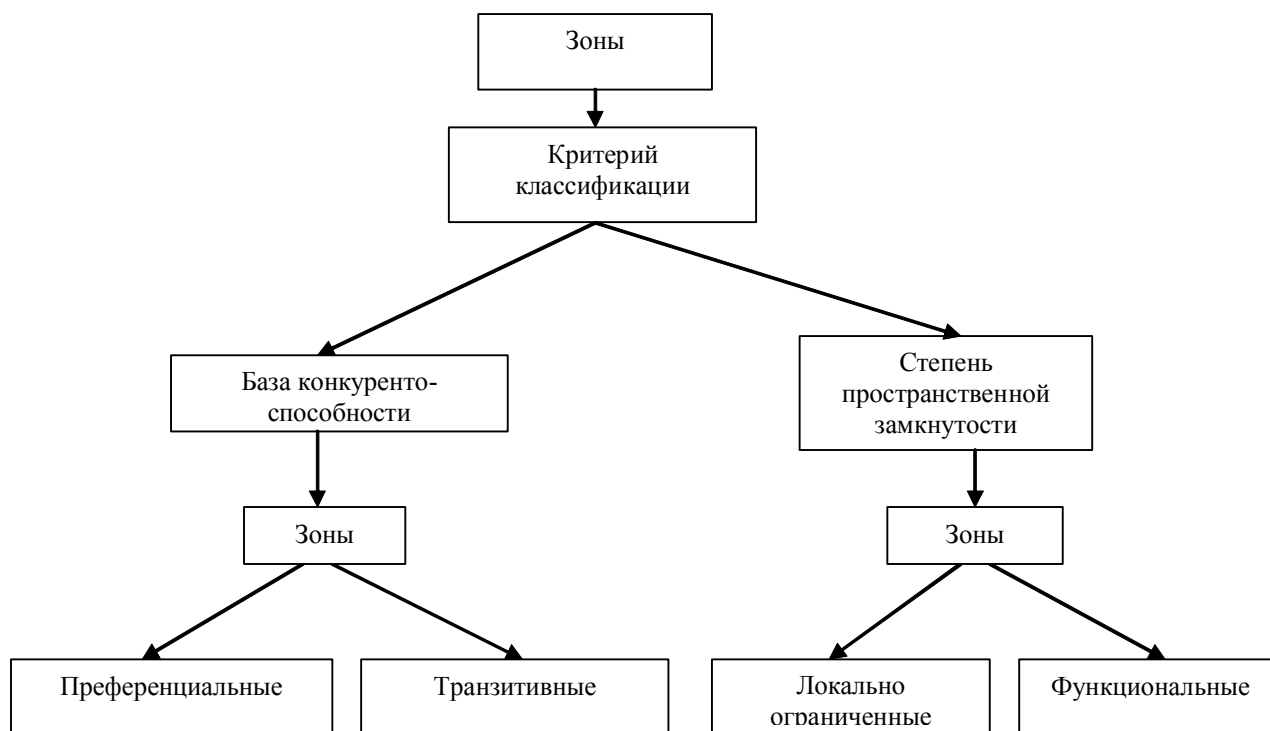 Зоны
Критерий
классификации
База конкуренто-
способности
Степень
пространственной
замкнутости
Зоны
Зоны
Преференциальные
Транзитивные
Локально
ограниченные
Функциональные